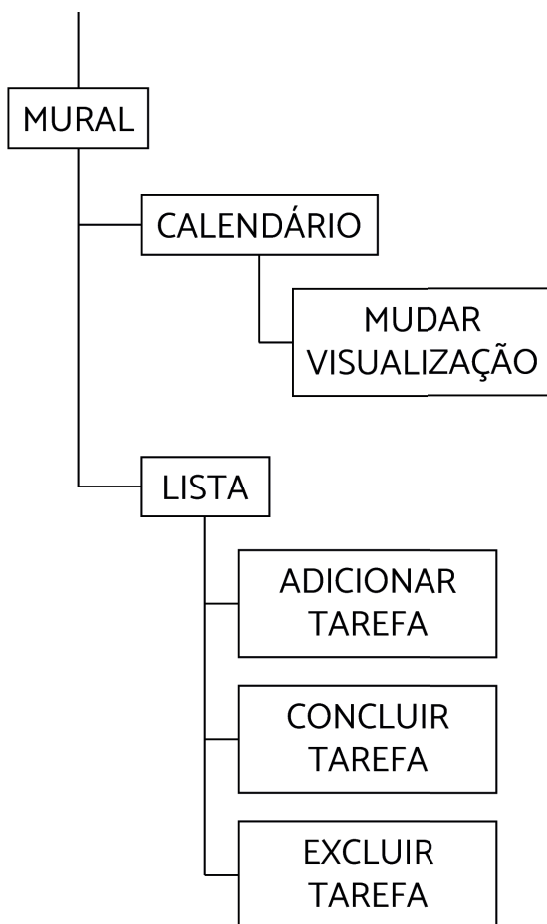 MURAL
CALENDÁRIO
MUDAR
VISUALIZAÇÃO
LISTA
ADICIONAR
TAREFA
CONCLUIR
TAREFA
EXCLUIR
TAREFA